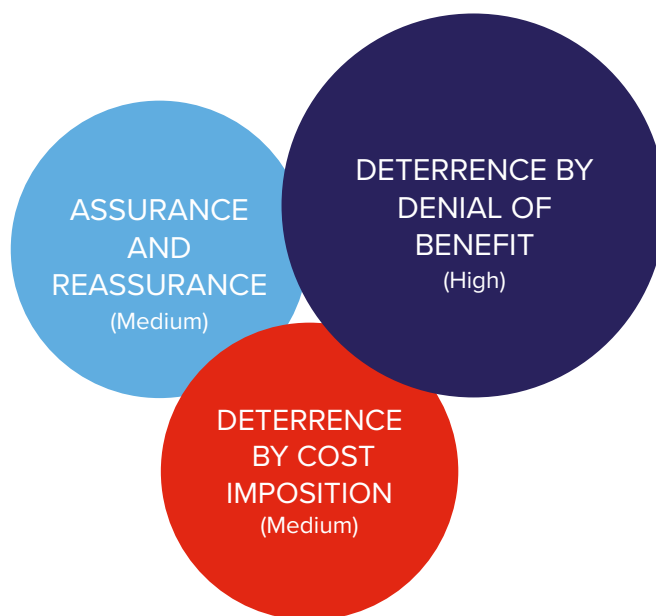 ASSURANCE
AND
REASSURANCE
(Medium)
DETERRENCE BY
DENIAL OF
BENEFIT
(High)
DETERRENCE
BY COST
IMPOSITION
(Medium)